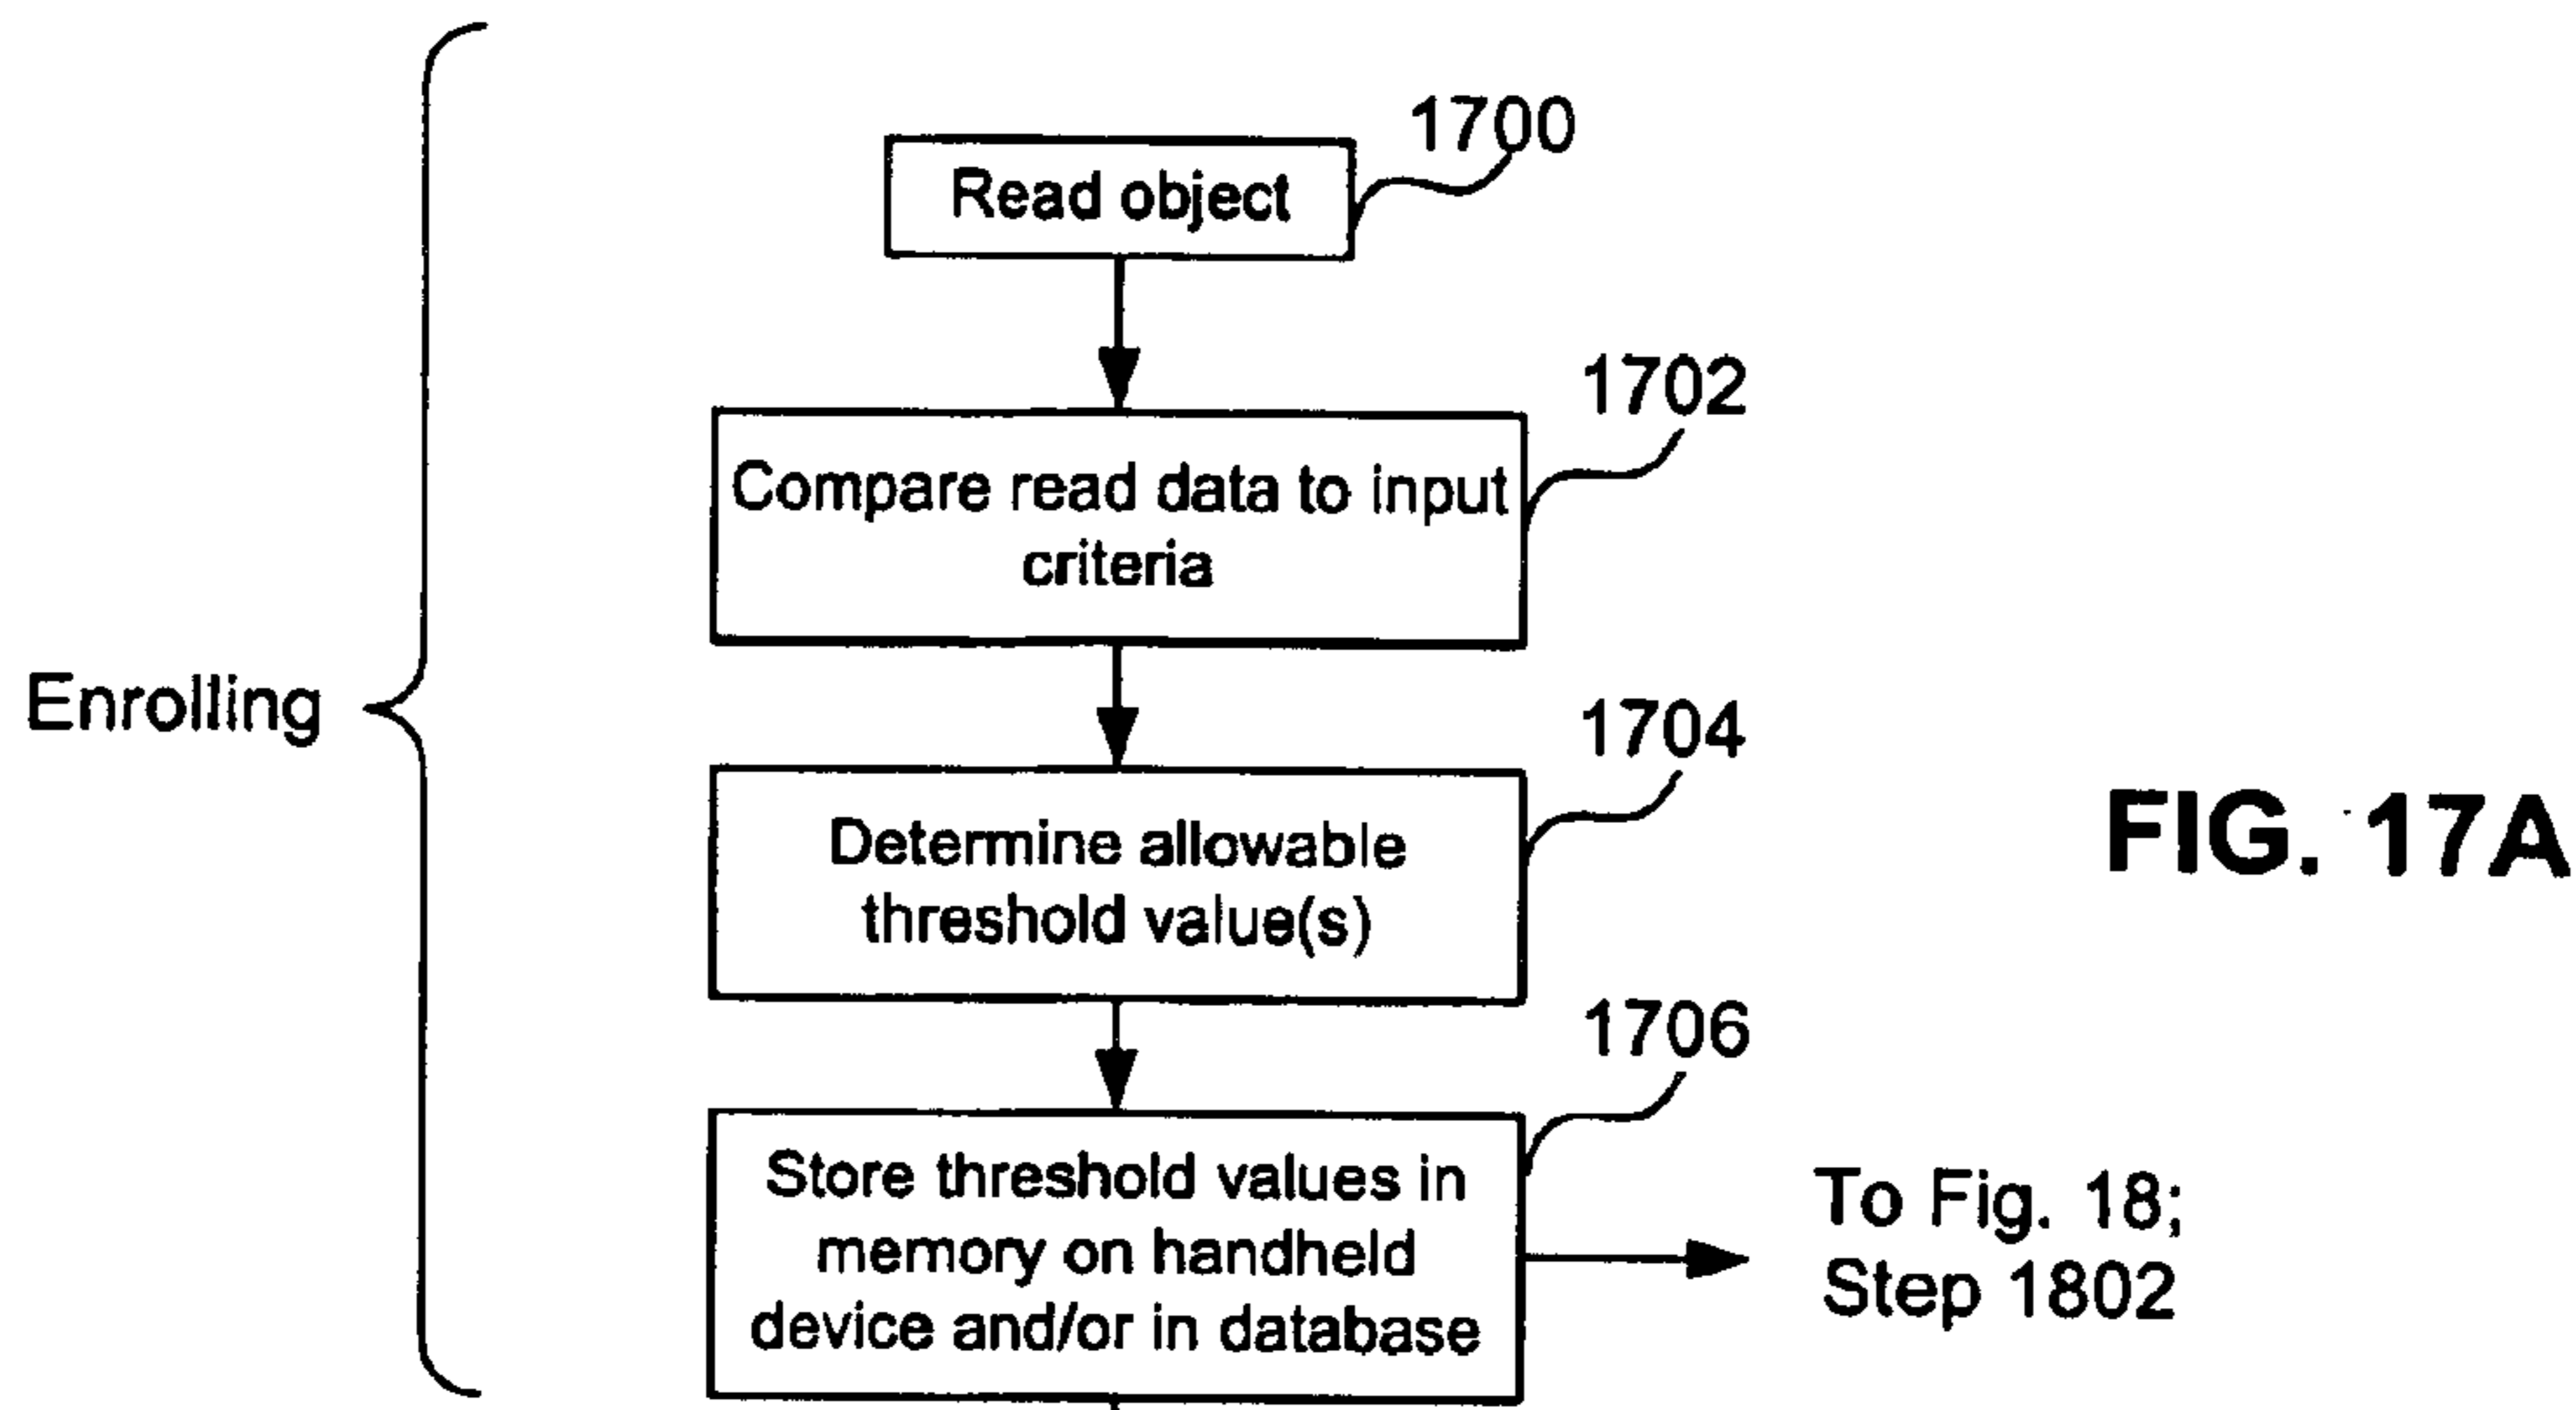 1700
Read object
1702
Compare read data to input
criteria
Enrolling
1704
Determine allowable
threshold value(s)
FIG. 17A
1706
Store threshold values in
memory on handheld
device and/or in database
To Fig. 18;
Step 1802